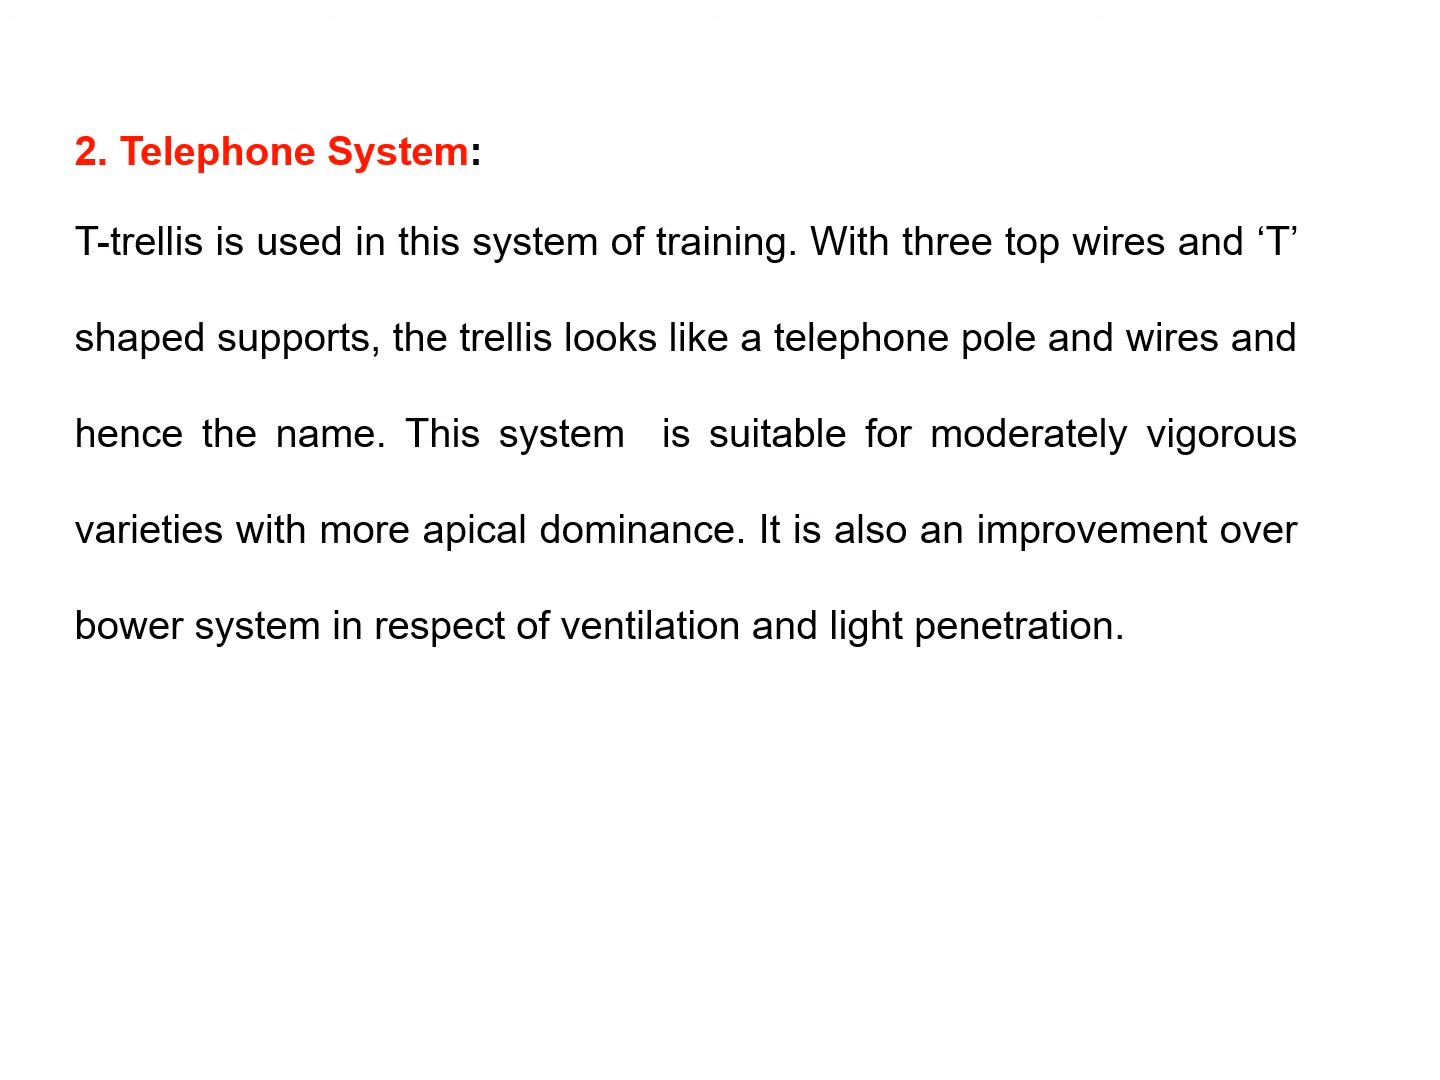 2. Telephone System:
T-trellis is used in this system of training. With three top wires and ‘T’
shaped supports, the trellis looks like a telephone pole and wires and
hence the name. This system  is suitable for moderately vigorous
varieties with more apical dominance. It is also an improvement over
bower system in respect of ventilation and light penetration.